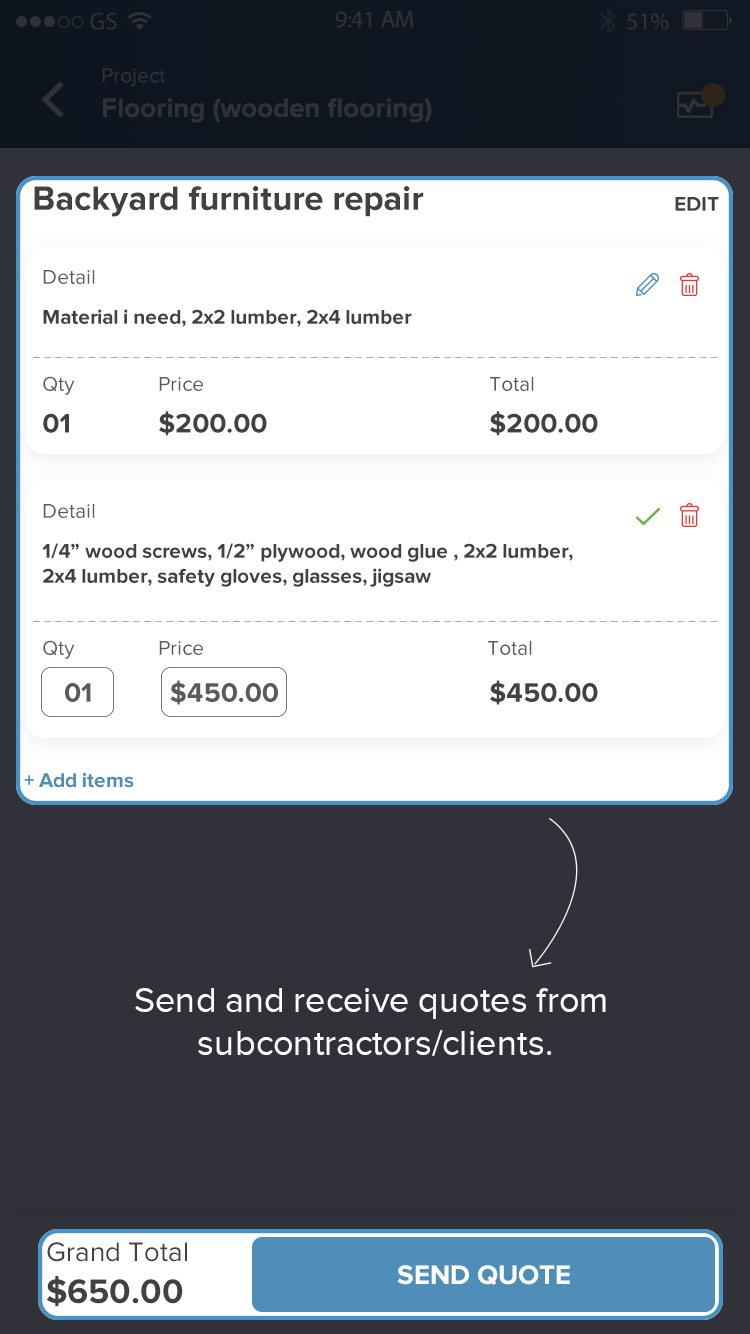 GS 9:41 AM 51%
Project
Flooring (wooden flooring)
Backyard furniture repair EDIT
Detail
Material i need, 2x2 lumber, 2x4 lumber
Qty Price Total
01 $200.00 $200.00
Detail
1/4” wood screws, 1/2” plywood, wood glue , 2x2 lumber,
2x4 lumber, safety gloves, glasses, jigsaw
Qty Price Total
01 $450.00 $450.00
+ Add items
Send and receive quotes from
subcontractors/clients.
Grand Total
$650.00 SEND QUOTE